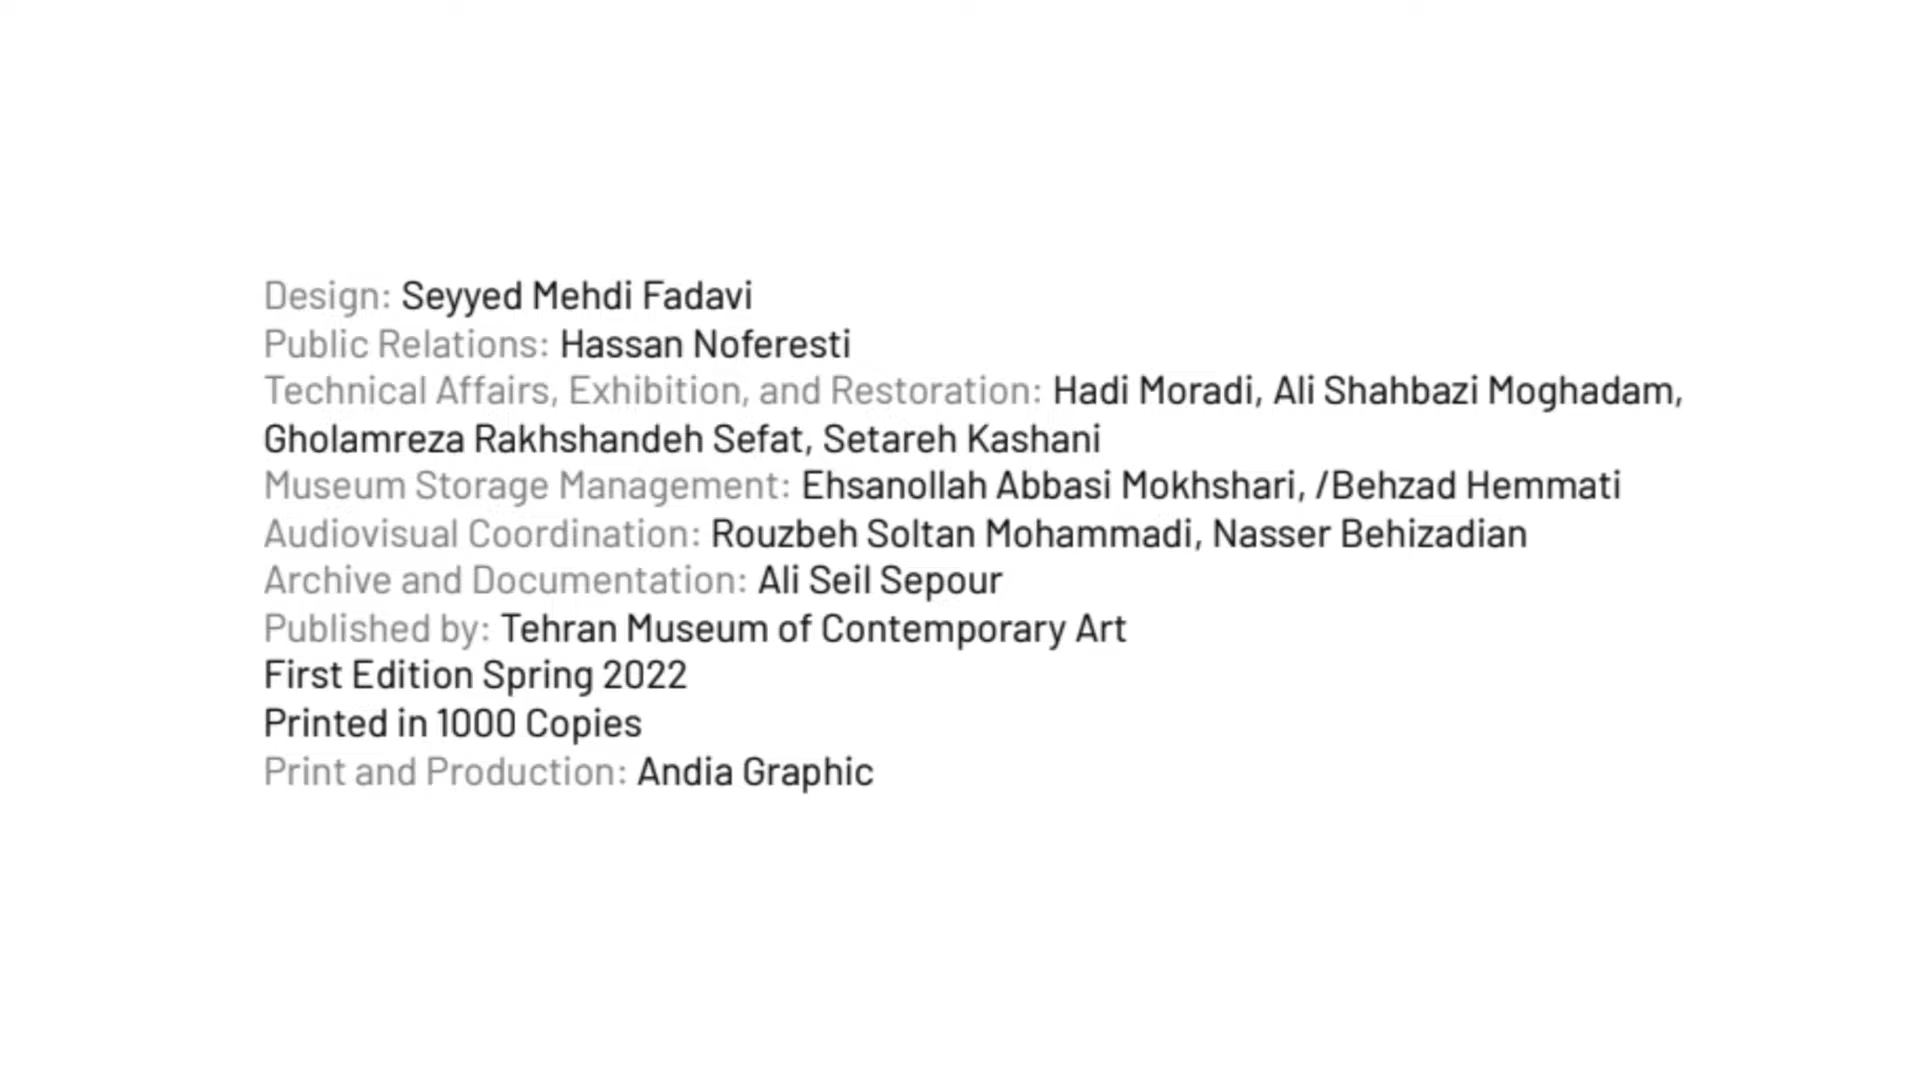 Design: Seyyed Mehdi Fadavi
Public Relations: Hassan Noferesti
Technical Affairs, Exhibition, and Restoration: Hadi Moradi, Ali Shahbazi Moghadam,
Gholamreza Rakhshandeh Sefat, Setareh Kashani
Museum Storage Management: Ehsanollah Abbasi Mokhshari, /Behzad Hemmati
Audiovisual Coordination: Rouzbeh Soltan Mohammadi, Nasser Behizadian
Archive and Documentation: Ali Seil Sepour
Published by: Tehran Museum of Contemporary Art
First Edition Spring 2022
Printed in 1000 Copies
Print and Production: Andia Graphic